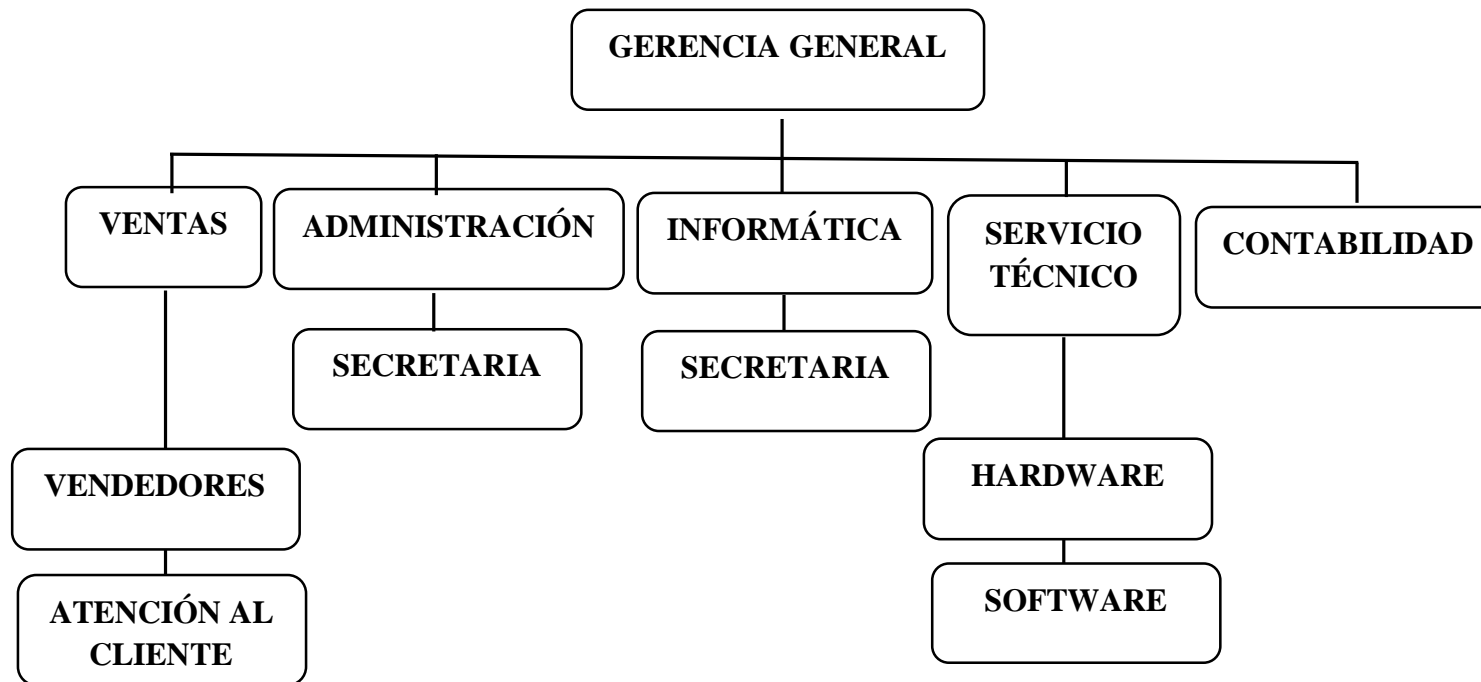 GERENCIA GENERAL
VENTAS
ADMINISTRACIÓN
INFORMÁTICA
SERVICIO
TÉCNICO
CONTABILIDAD
SECRETARIA
SECRETARIA
VENDEDORES
HARDWARE
ATENCIÓN AL
CLIENTE
SOFTWARE